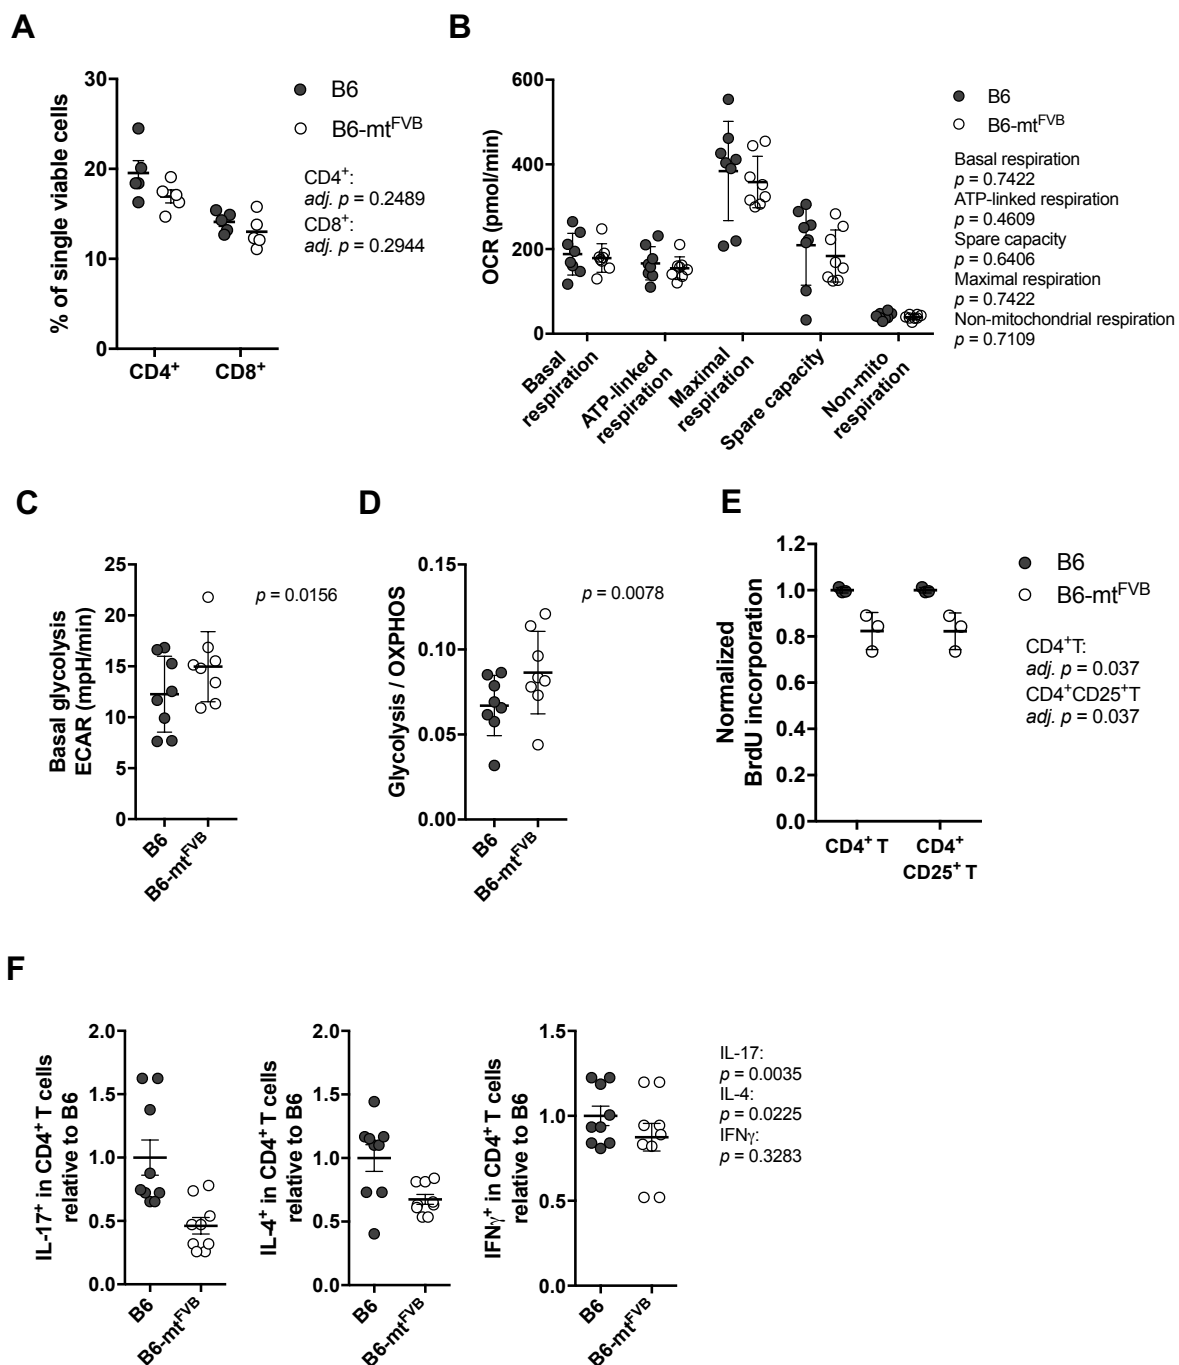 A
% of single viable cells
30
20
10
0
CD4+
CD8+
B6
B6-mtFVB
CD4+:
adj. p = 0.2489
CD8+:
adj. p = 0.2944
B
OCR (pmol/min)
600
400
200
0
Basal
respiration
ATP-linked
respiration
Maximal
respiration
Spare capacity
Non-mito
respiration
B6
B6-mtFVB
Basal respiration
p = 0.7422
ATP-linked respiration
p = 0.4609
Spare capacity
p = 0.6406
Maximal respiration
p = 0.7422
Non-mitochondrial respiration
p = 0.7109
C
Basal glycolysis
ECAR (mpH/min)
25
20
15
10
5
0
B6
B6-mtFVB
p = 0.0156
D
Glycolysis / OXPHOS
0.15
0.10
0.05
0.00
B6
B6-mtFVB
p = 0.0078
E
Normalized
BrdU incorporation
1.2
1.0
0.8
0.6
0.4
0.2
0.0
CD4+ T
CD4+
CD25+ T
B6
B6-mtFVB
CD4+T:
adj. p = 0.037
CD4+CD25+T
adj. p = 0.037
F
IL-17+ in CD4+ T cells
relative to B6
2.0
1.5
1.0
0.5
0.0
B6
B6-mtFVB
IL-4+ in CD4+ T cells
relative to B6
2.0
1.5
1.0
0.5
0.0
B6
B6-mtFVB
IFNγ+ in CD4+ T cells
relative to B6
1.5
1.0
0.5
0.0
B6
B6-mtFVB
IL-17:
p = 0.0035
IL-4:
p = 0.0225
IFNγ:
p = 0.3283